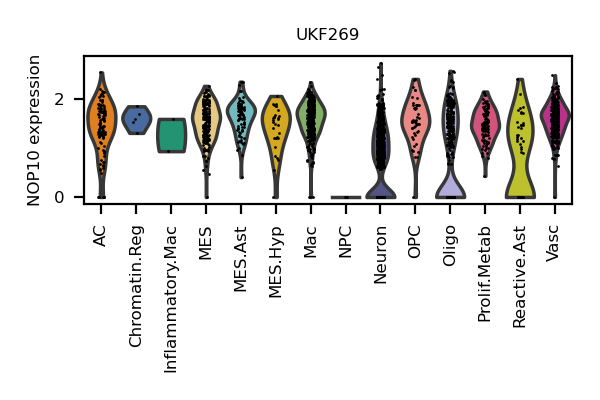 UKF269
NOP10 expression
2
0
AC
Chromatin.Reg
Inflammatory.Mac
MES
MES.Ast
MES.Hyp
Mac
NPC
Neuron
OPC
Oligo
Prolif.Metab
Reactive.Ast
Vasc